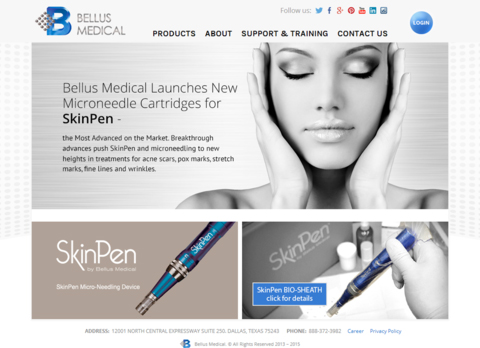 BELLUS
MEDICAL
Follow us:
LOGIN
PRODUCTS ABOUT SUPPORT & TRAINING CONTACT US
Bellus Medical Launches New
Microneedle Cartridges for
SkinPen -
the Most Advanced on the Market. Breakthrough
advances push SkinPen and microneedling to new
heights in treatments for acne scars, pox marks, stretch
marks, fine lines and wrinkles.
SkinPen
by Bellus Medical
SkinPen Micro-Needling Device
SkinPen
SkinPen BIO-SHEATH
click for details
ADDRESS: 12001 NORTH CENTRAL EXPRESSWAY SUITE 250. DALLAS, TEXAS 75243 PHONE: 888-372-3982 Career Privacy Policy
Bellus Medical. © All Rights Reserved 2013 – 2015